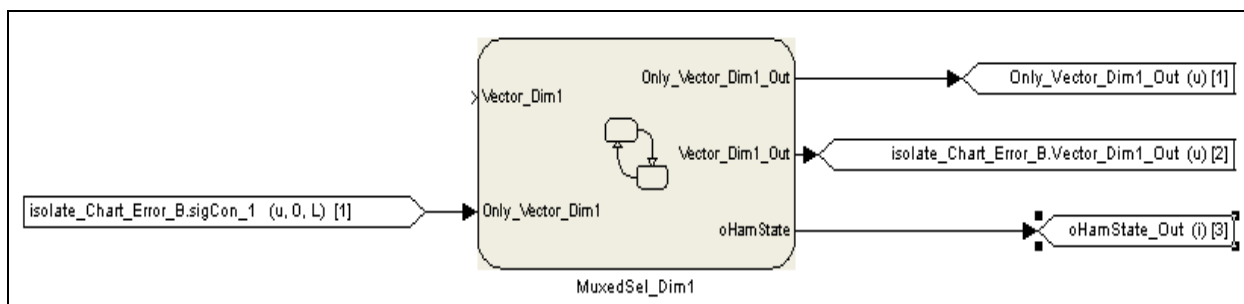 Only_Vector_Dim1_Out
Only_Vector_Dim1_Out (u) [1]
Vector_Dim1
Vector_Dim1_Out
isolate_Chart_Error_B.Vector_Dim1_Out (u) [2]
isolate_Chart_Error_B.sigCon_1 (u, 0, L) [1]
Only_Vector_Dim1
oHamState
oHamState_Out (i) [3]
MuxedSel_Dim1